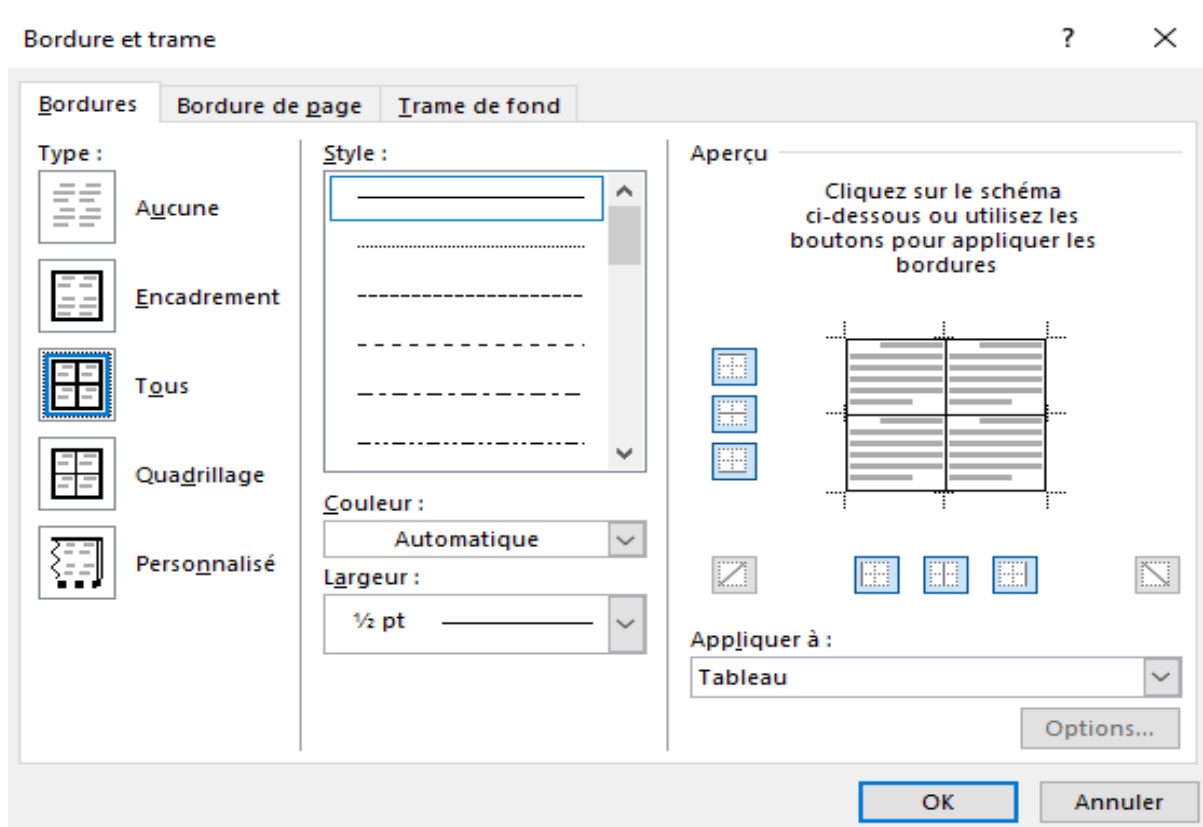 Bordure et trame
?
Bordures
Bordure de page
Trame de fond
Type :
Aucune
Encadrement
Tous
Quadrillage
Personnalisé
Style :
Couleur :
Automatique
Largeur :
½ pt
Aperçu
Cliquez sur le schéma
ci-dessous ou utilisez les
boutons pour appliquer les
bordures
Appliquer à :
Tableau
Options...
OK
Annuler